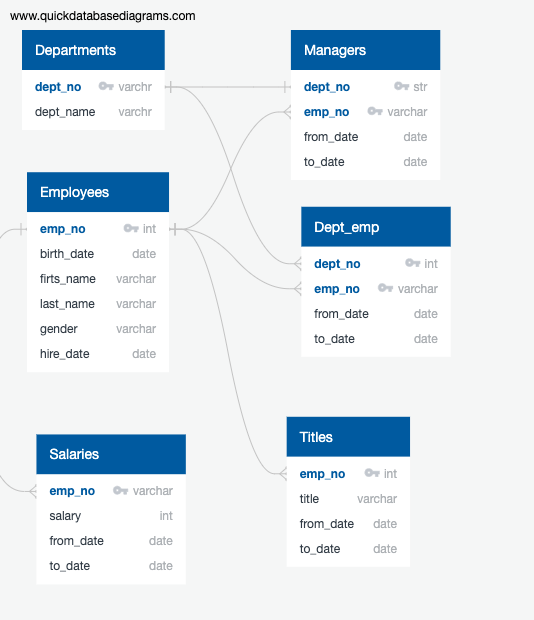 www.quickdatabasediagrams.com
Departments
dept_no varchr
dept_name varchr
Managers
dept_no str
emp_no varchar
from_date date
to_date date
Employees
emp_no int
birth_date date
firts_name varchar
last_name varchar
gender varchar
hire_date date
Dept_emp
dept_no int
emp_no varchar
from_date date
to_date date
Salaries
emp_no varchar
salary int
from_date date
to_date date
Titles
emp_no int
title varchar
from_date date
to_date date